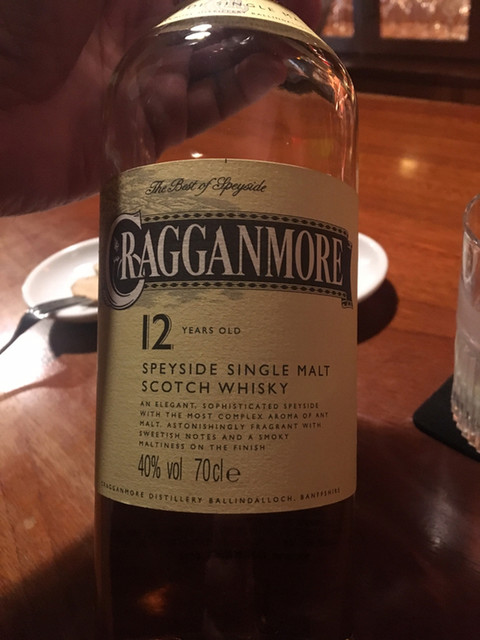 SINGLE M
The Best of Speyside
CRAGGANMORE
12 YEARS OLD
SPEYSIDE SINGLE MALT
SCOTCH WHISKY
AN ELEGANT, SOPHISTICATED SPEYSIDE
WITH THE MOST COMPLEX AROMA OF ANY
MALT. ASTONISHINGLY FRAGRANT WITH
SWEETISH NOTES AND A SMOKY
MALTINESS ON THE FINISH
40% vol 70cl e
CRAGGANMORE DISTILLERY BALLINDALLOCH, BANFFSHIRE